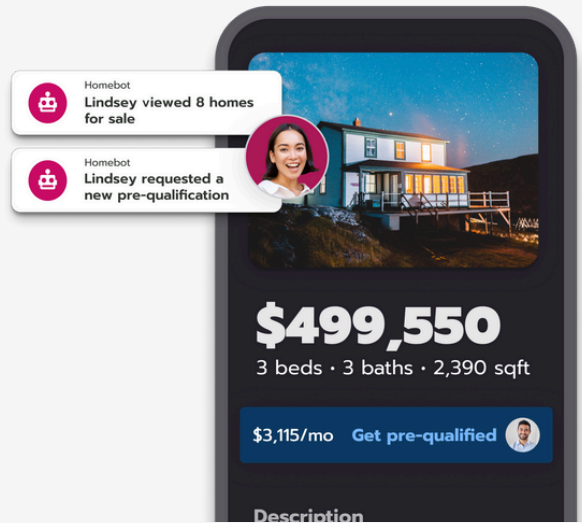 Homebot
Lindsey viewed 8 homes
for sale
Homebot
Lindsey requested a
new pre-qualification
$499,550
3 beds • 3 baths • 2,390 sqft
$3,115/mo Get pre-qualified
Description